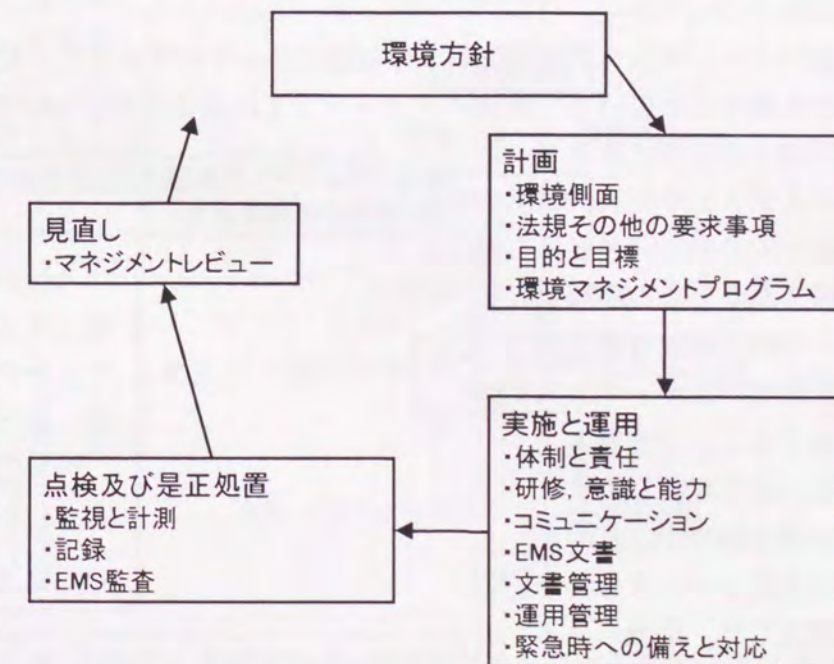 環境方針
計画
・環境側面
・法規その他の要求事項
・目的と目標
・環境マネジメントプログラム
実施と運用
・体制と責任
・研修, 意識と能力
・コミュニケーション
・EMS文書
・文書管理
・運用管理
・緊急時への備えと対応
点検及び是正処置
・監視と計測
・記録
・EMS監査
見直し
・マネジメントレビュー